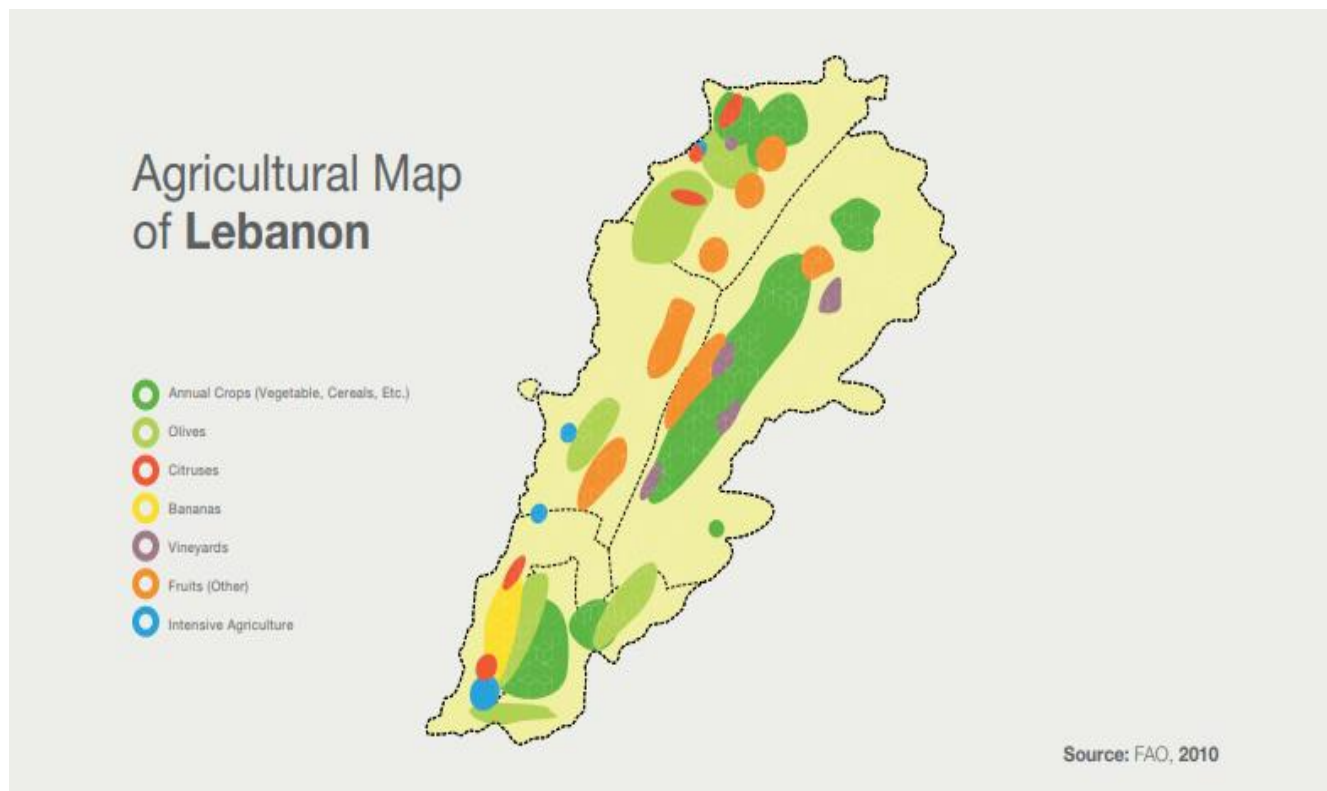 Agricultural Map
of Lebanon
Annual Crops (Vegetable, Cereals, Etc.)
Olives
Citruses
Bananas
Vineyards
Fruits (Other)
Intensive Agriculture
Source: FAO, 2010